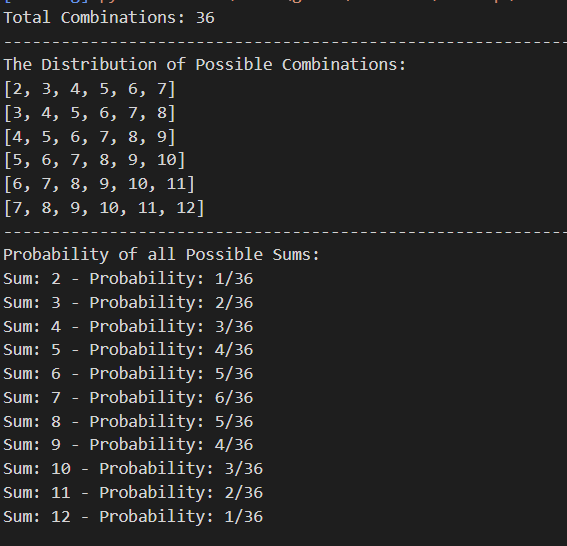 Total Combinations: 36
------------------------------------------------------------
The Distribution of Possible Combinations:
[2, 3, 4, 5, 6, 7]
[3, 4, 5, 6, 7, 8]
[4, 5, 6, 7, 8, 9]
[5, 6, 7, 8, 9, 10]
[6, 7, 8, 9, 10, 11]
[7, 8, 9, 10, 11, 12]
------------------------------------------------------------
Probability of all Possible Sums:
Sum: 2 - Probability: 1/36
Sum: 3 - Probability: 2/36
Sum: 4 - Probability: 3/36
Sum: 5 - Probability: 4/36
Sum: 6 - Probability: 5/36
Sum: 7 - Probability: 6/36
Sum: 8 - Probability: 5/36
Sum: 9 - Probability: 4/36
Sum: 10 - Probability: 3/36
Sum: 11 - Probability: 2/36
Sum: 12 - Probability: 1/36